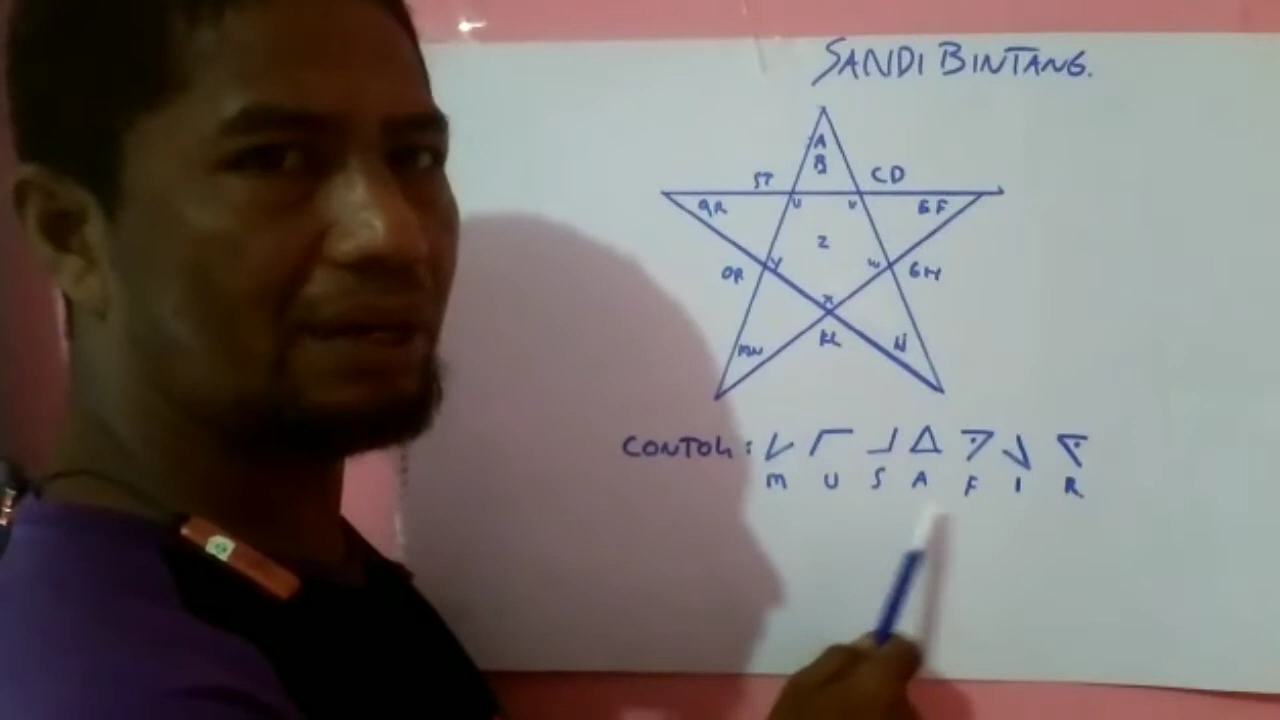 SANDI BINTANG.
A
B
ST CD
QR U V EF
Z
OP Y W GH
X
MN KL IJ
CONTOH :
M U S A F I R